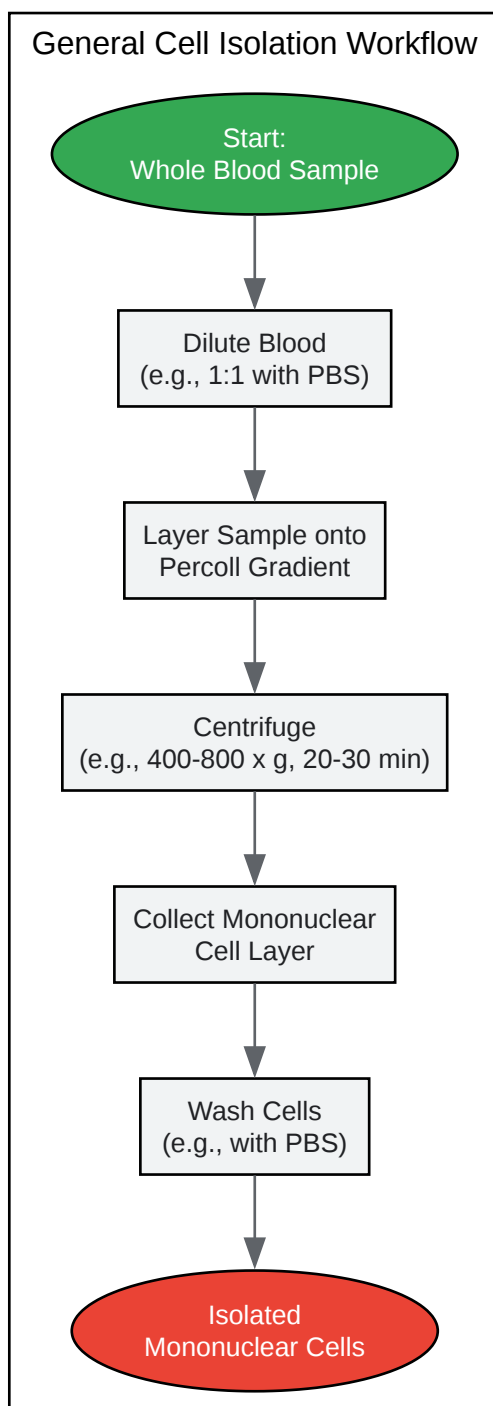 General Cell Isolation Workflow
Start:
Whole Blood Sample
Dilute Blood
(e.g., 1:1 with PBS)
Layer Sample onto
Percoll Gradient
Centrifuge
(e.g., 400-800 x g, 20-30 min)
Collect Mononuclear
Cell Layer
Wash Cells
(e.g., with PBS)
Isolated
Mononuclear Cells